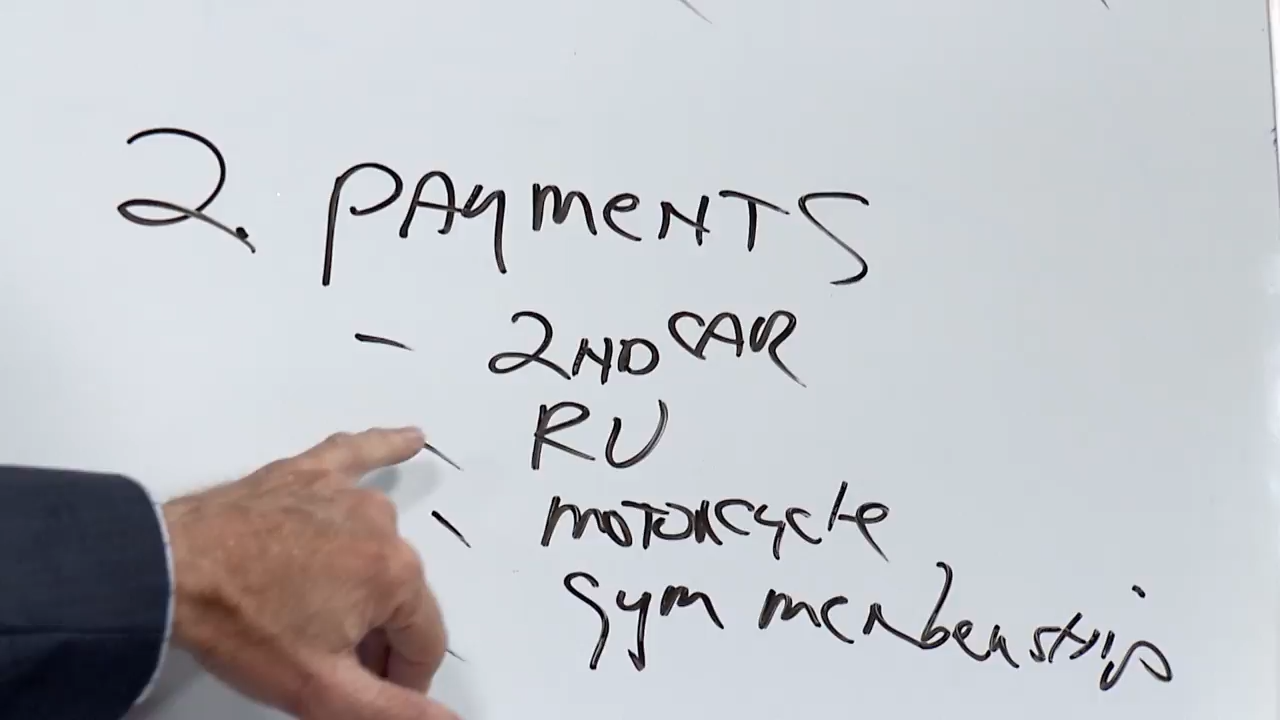 2. PAYMENTS
- 2ND CAR
- RV
- MOTORCYCLE
- Gym membership